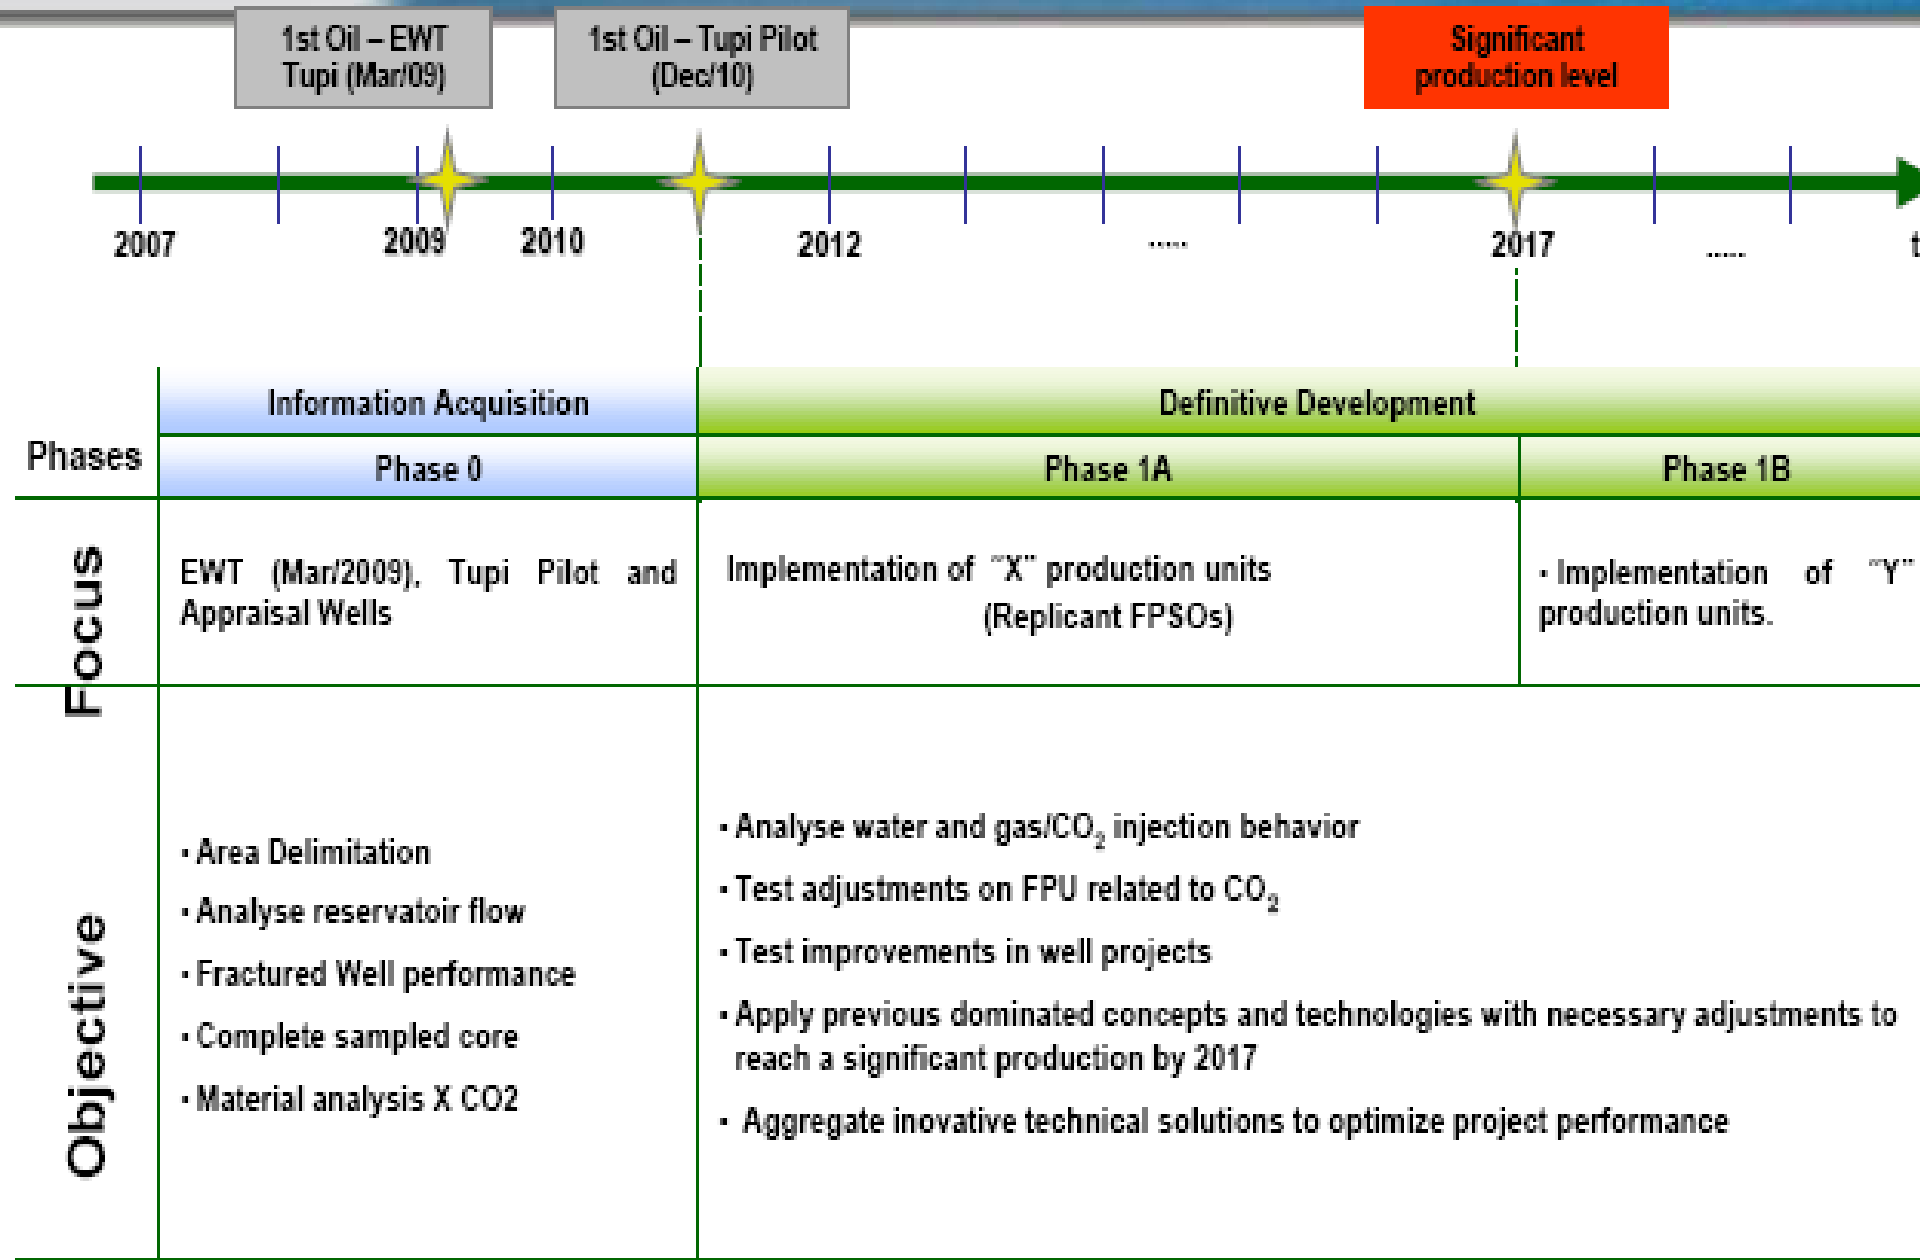 1st Oil – EWT
Tupi (Mar/09)
1st Oil – Tupi Pilot
(Dec/10)
Significant
production level
2007
2009
2010
2012
.....
2017
.....
t
Phases
Information Acquisition
Definitive Development
Phase 0
Phase 1A
Phase 1B
Focus
EWT (Mar/2009), Tupi Pilot and
Appraisal Wells
Implementation of "X" production units
(Replicant FPSOs)
▪ Implementation of "Y"
production units.
Objective
▪ Area Delimitation
▪ Analyse reservatoir flow
▪ Fractured Well performance
▪ Complete sampled core
▪ Material analysis X CO2
▪ Analyse water and gas/CO₂ injection behavior
▪ Test adjustments on FPU related to CO₂
▪ Test improvements in well projects
▪ Apply previous dominated concepts and technologies with necessary adjustments to
reach a significant production by 2017
▪ Aggregate inovative technical solutions to optimize project performance